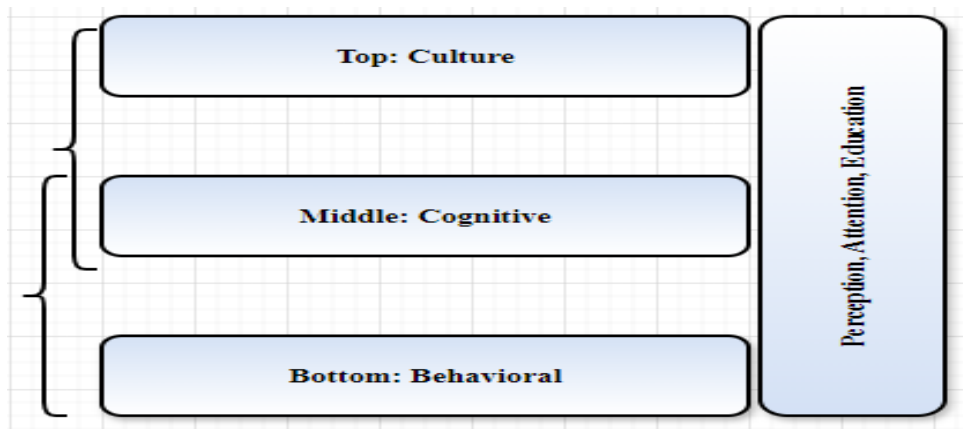 Top: Culture
Middle: Cognitive
Bottom: Behavioral
Perception, Attention, Education